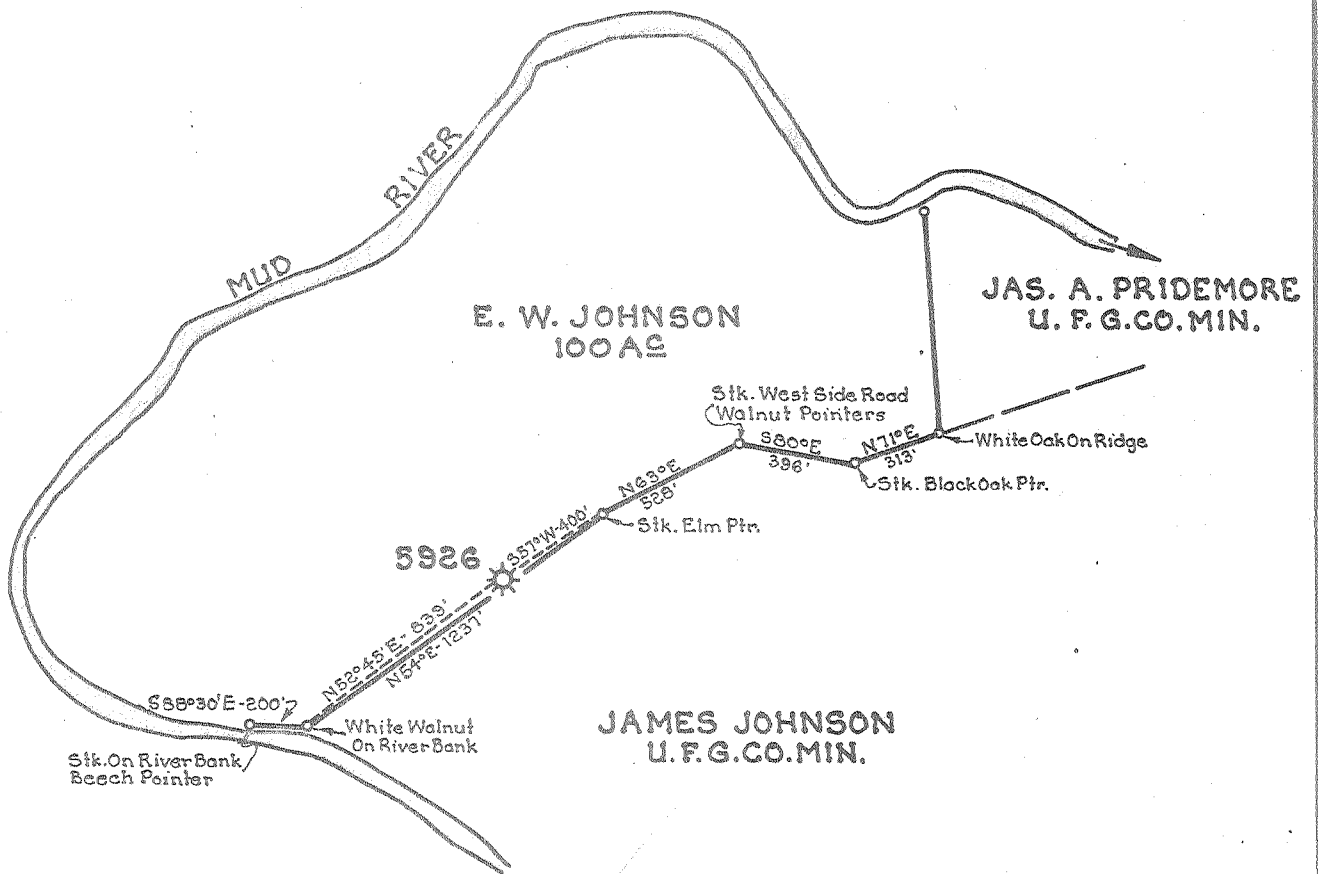 MUD RIVER
E. W. JOHNSON
100 AC
JAS. A. PRIDEMORE
U. F. G. CO. MIN.
Stk. West Side Road
Walnut Pointers
S80°E
396'
N71°E
313'
White Oak On Ridge
Stk. Black Oak Ptr.
N63°E
528'
Stk. Elm Ptr.
S57°W-400'
5926
N52°45'E-839'
N54°E-1237'
S88°30'E-200'
White Walnut
On River Bank
Stk. On River Bank
Beech Pointer
JAMES JOHNSON
U. F. G. CO. MIN.